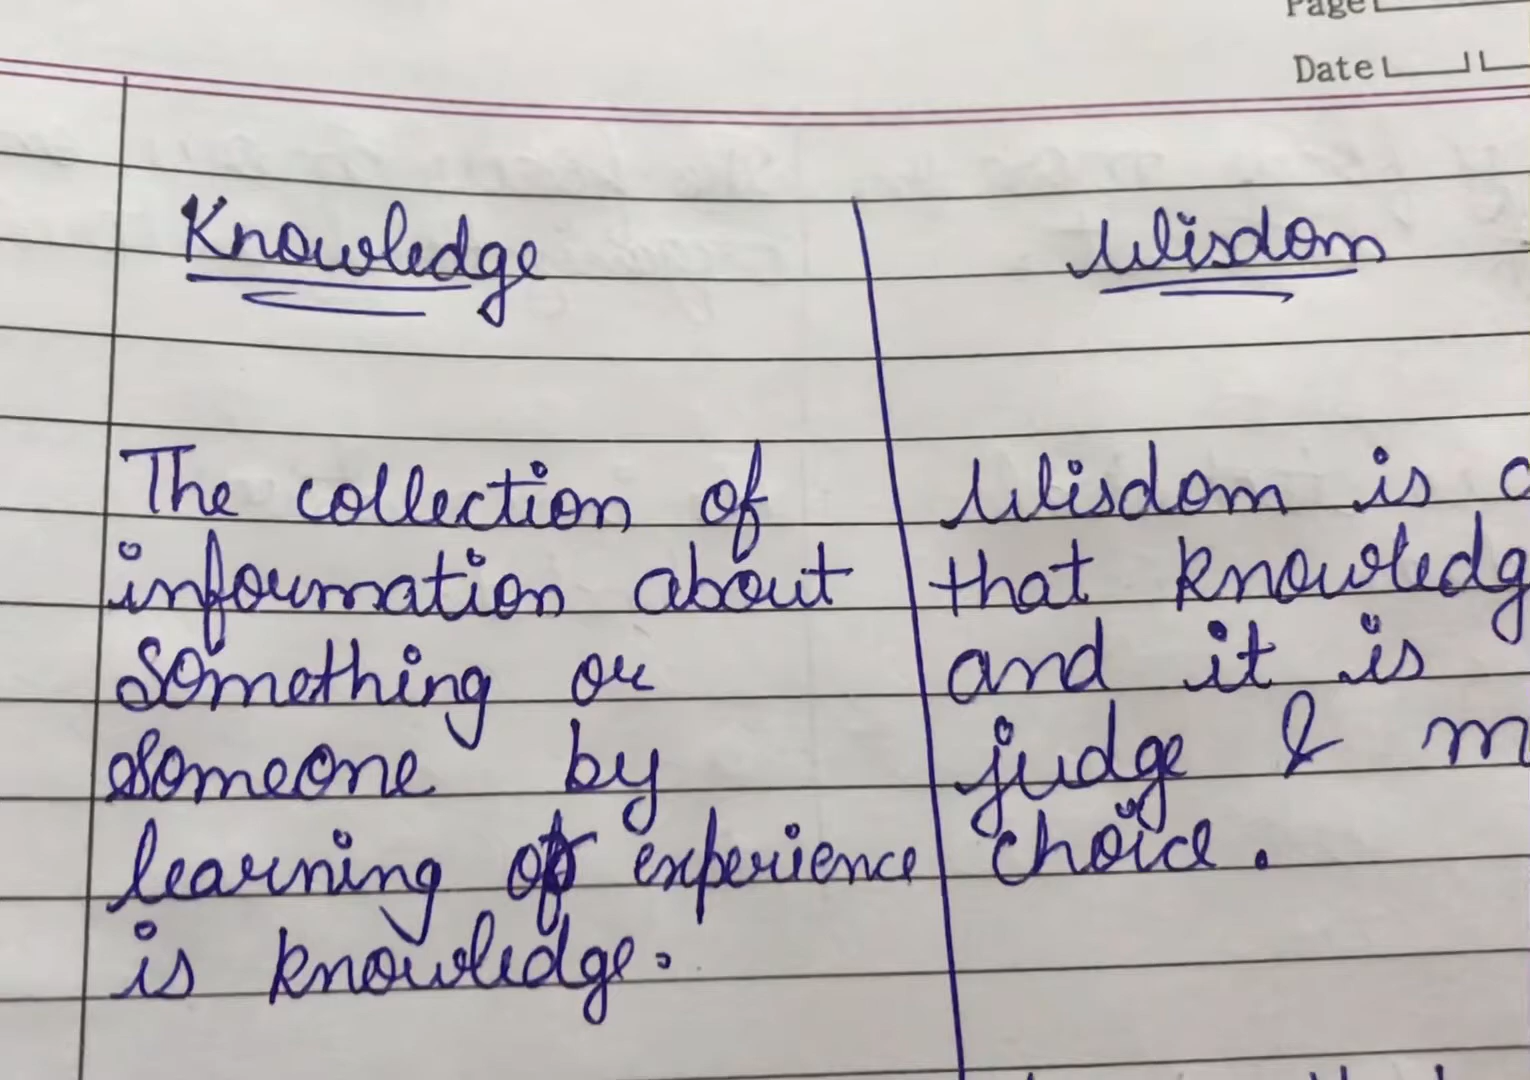 Page
Date
Knowledge
Wisdom
The collection of
information about
Something or
Someone by
learning of experience
is knowledge.
Wisdom is
that knowledg
and it is
judge & m
choice.